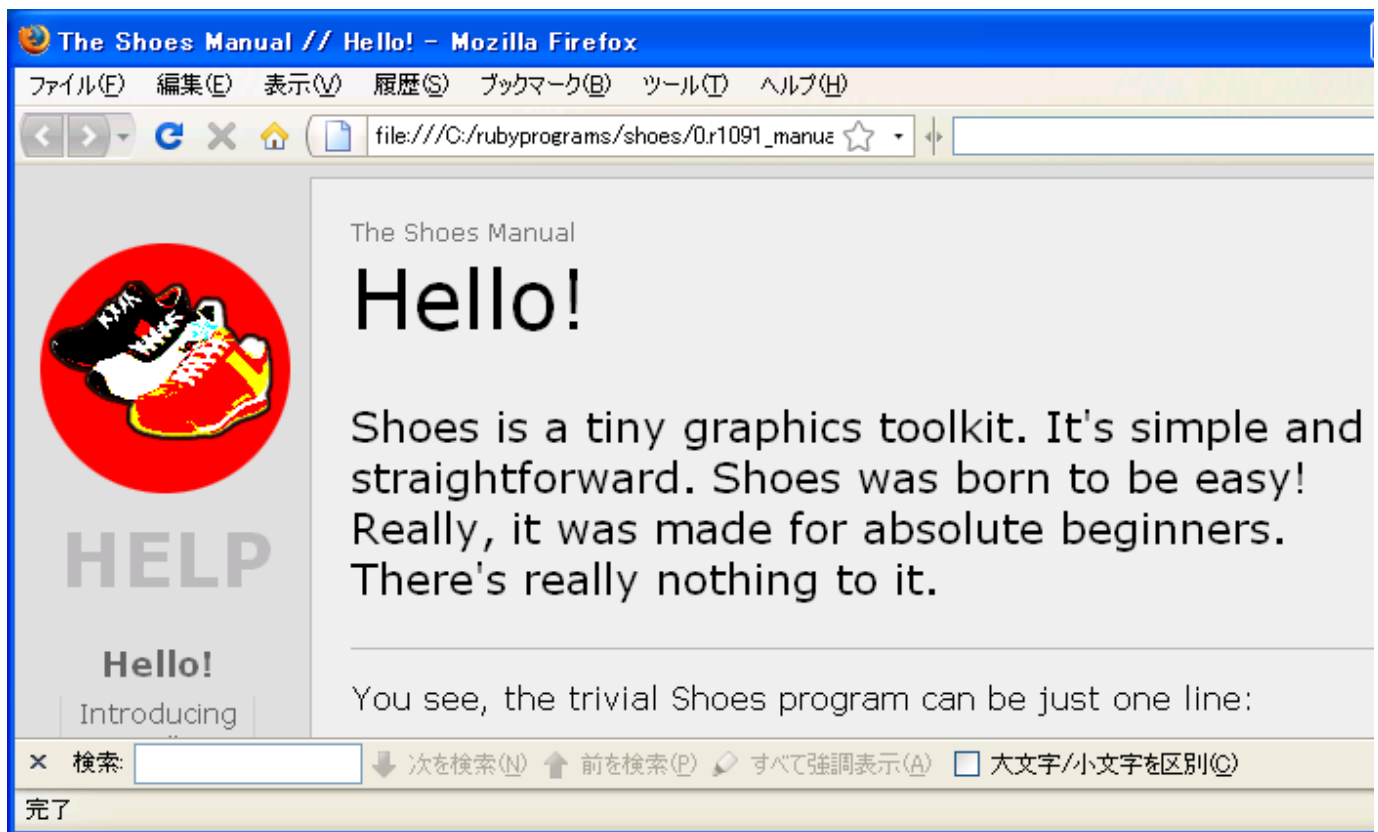 The Shoes Manual // Hello! - Mozilla Firefox
ファイル(F) 編集(E) 表示(V) 履歴(S) ブックマーク(B) ツール(T) ヘルプ(H)
file:///C:/rubyprograms/shoes/0.r1091_manua
The Shoes Manual
Hello!
Shoes is a tiny graphics toolkit. It's simple and
straightforward. Shoes was born to be easy!
Really, it was made for absolute beginners.
There's really nothing to it.
You see, the trivial Shoes program can be just one line:
HELP
Hello!
Introducing
× 検索: 次を検索(N) 前を検索(P) すべて強調表示(A) 大文字/小文字を区別(C)
完了